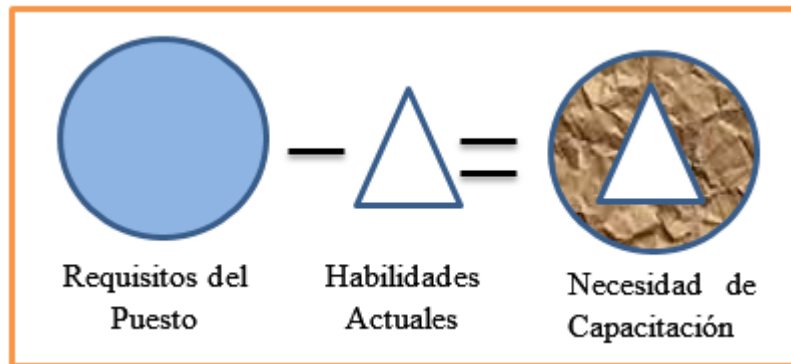 Requisitos del
Puesto
Habilidades
Actuales
Necesidad de
Capacitación